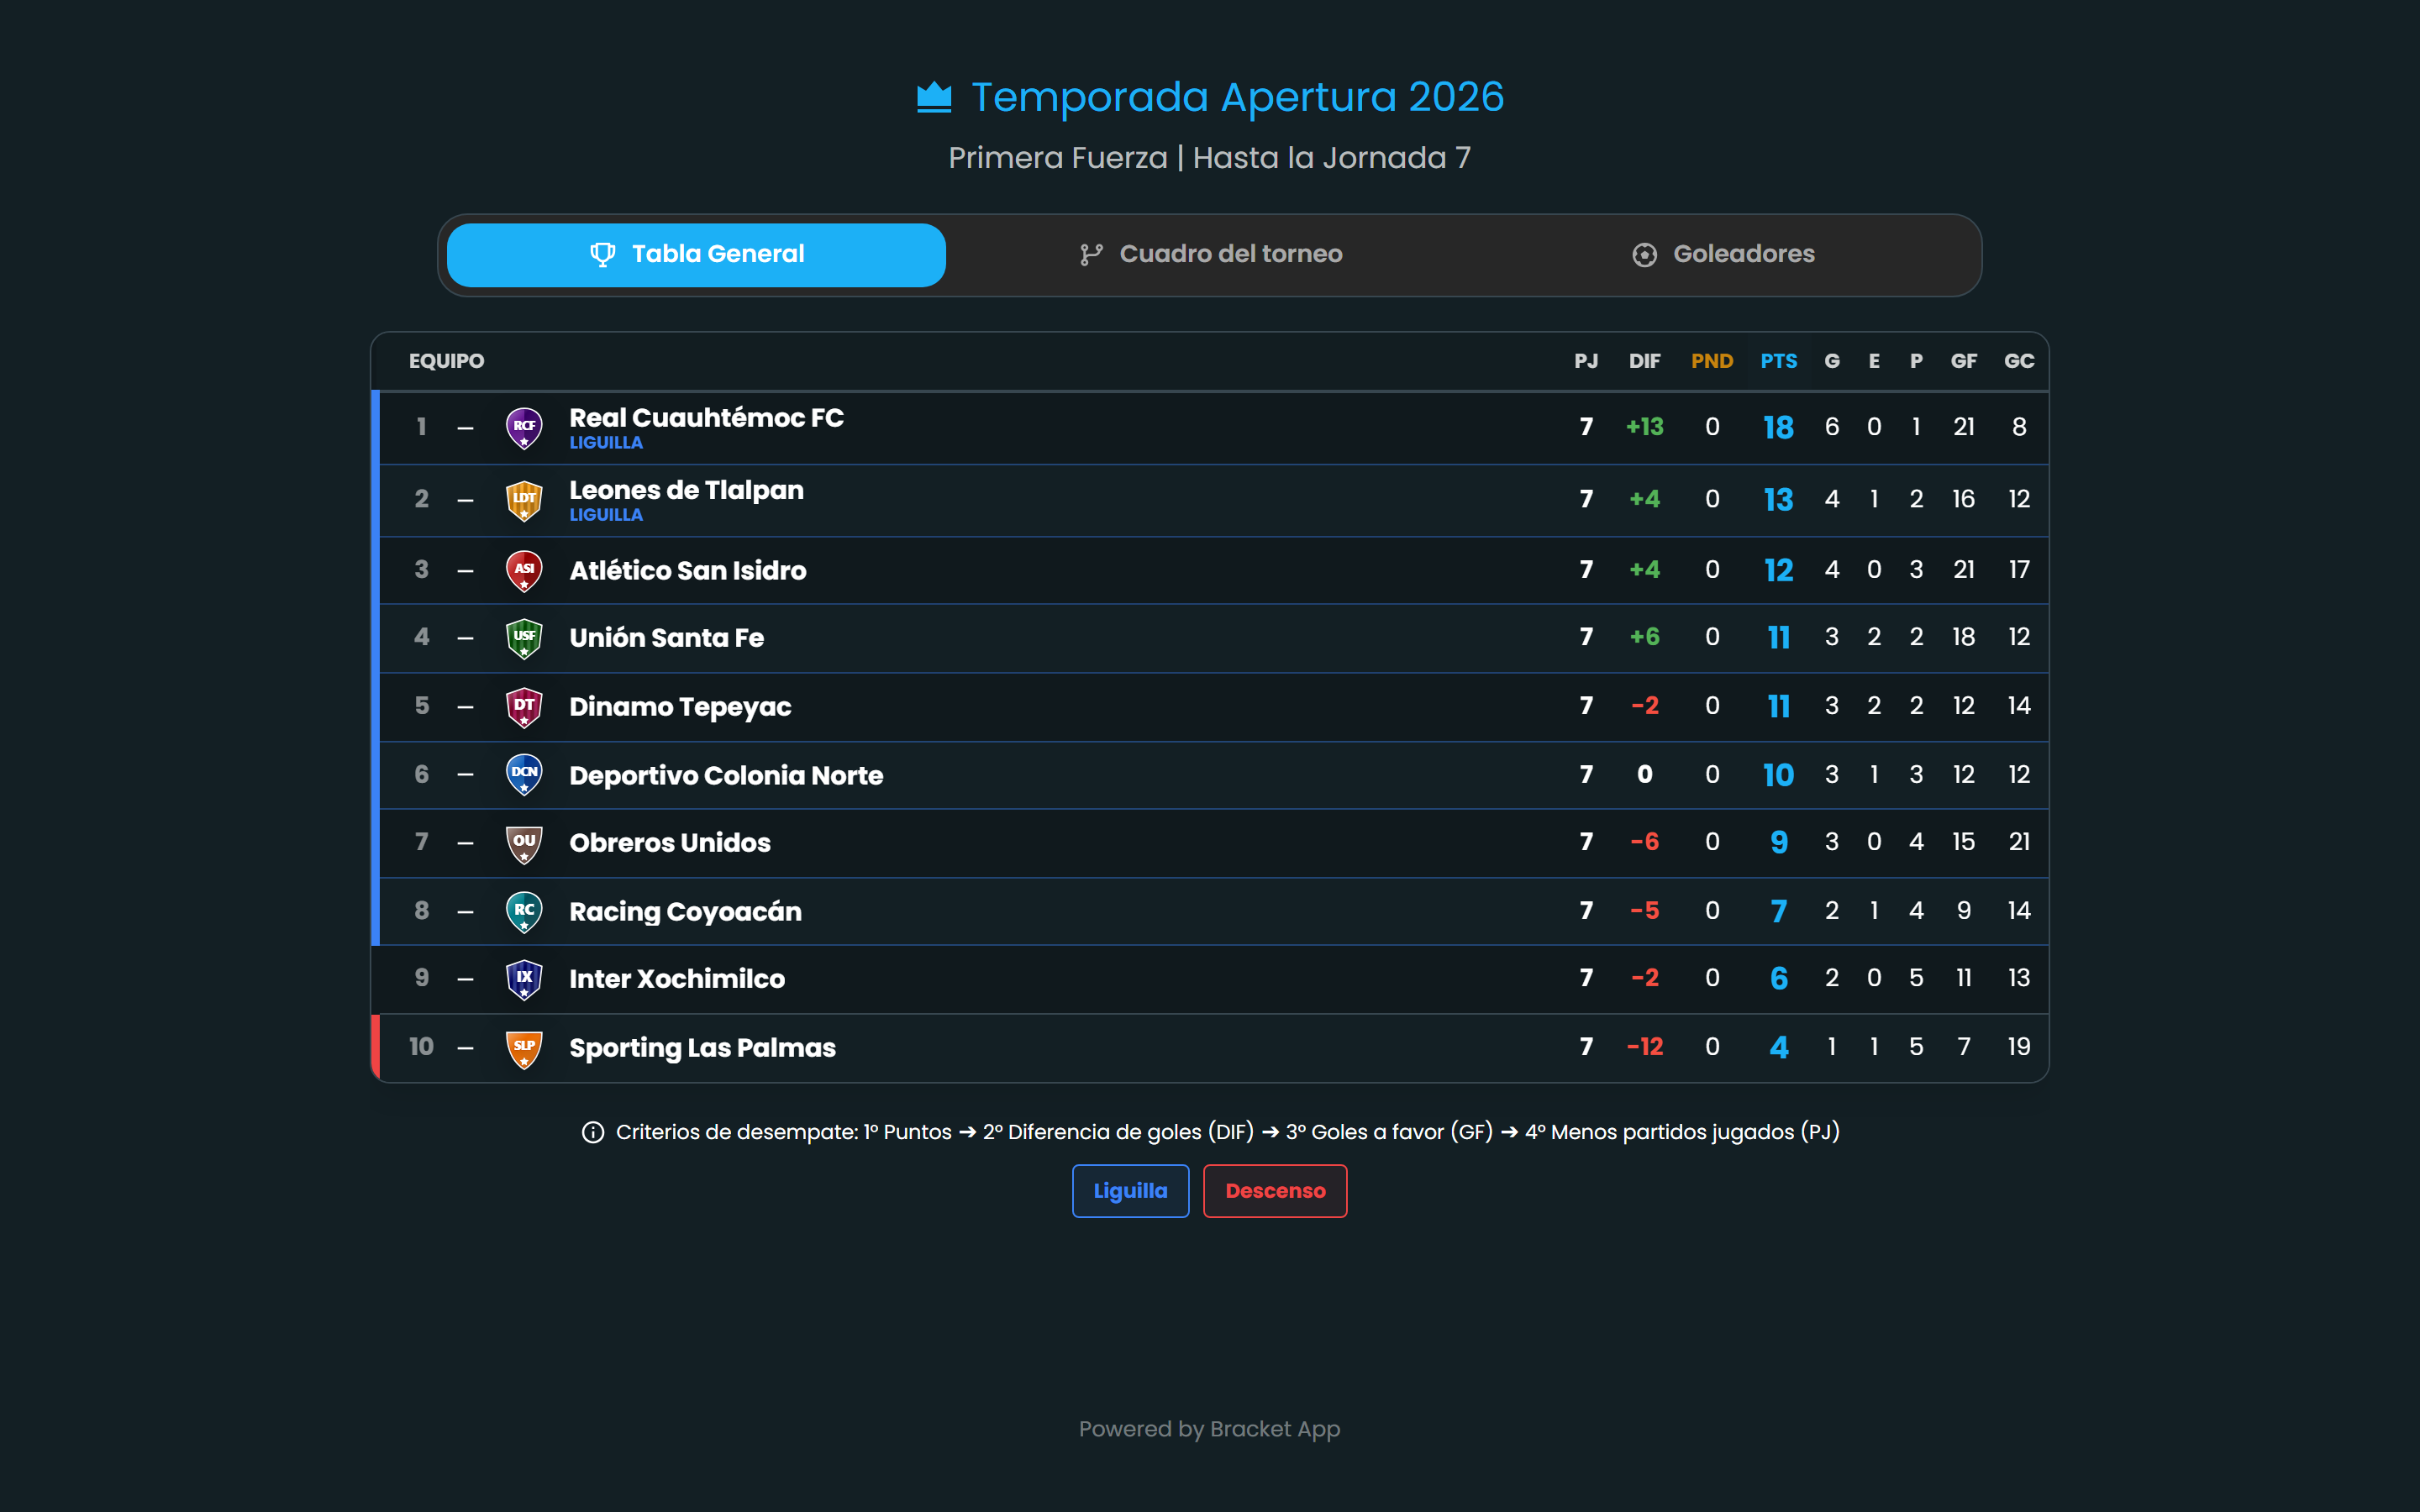 Temporada Apertura 2026
Primera Fuerza | Hasta la Jornada 7
Tabla General Cuadro del torneo Goleadores
EQUIPO PJ DIF PND PTS G E P GF GC
1 – RCF Real Cuauhtémoc FC 7 +13 0 18 6 0 1 21 8
LIGUILLA
2 – LDT Leones de Tlalpan 7 +4 0 13 4 1 2 16 12
LIGUILLA
3 – ASI Atlético San Isidro 7 +4 0 12 4 0 3 21 17
4 – USF Unión Santa Fe 7 +6 0 11 3 2 2 18 12
5 – DT Dinamo Tepeyac 7 -2 0 11 3 2 2 12 14
6 – DCN Deportivo Colonia Norte 7 0 0 10 3 1 3 12 12
7 – OU Obreros Unidos 7 -6 0 9 3 0 4 15 21
8 – RC Racing Coyoacán 7 -5 0 7 2 1 4 9 14
9 – IX Inter Xochimilco 7 -2 0 6 2 0 5 11 13
10 – SLP Sporting Las Palmas 7 -12 0 4 1 1 5 7 19
Criterios de desempate: 1º Puntos ➔ 2º Diferencia de goles (DIF) ➔ 3º Goles a favor (GF) ➔ 4º Menos partidos jugados (PJ)
Liguilla Descenso
Powered by Bracket App